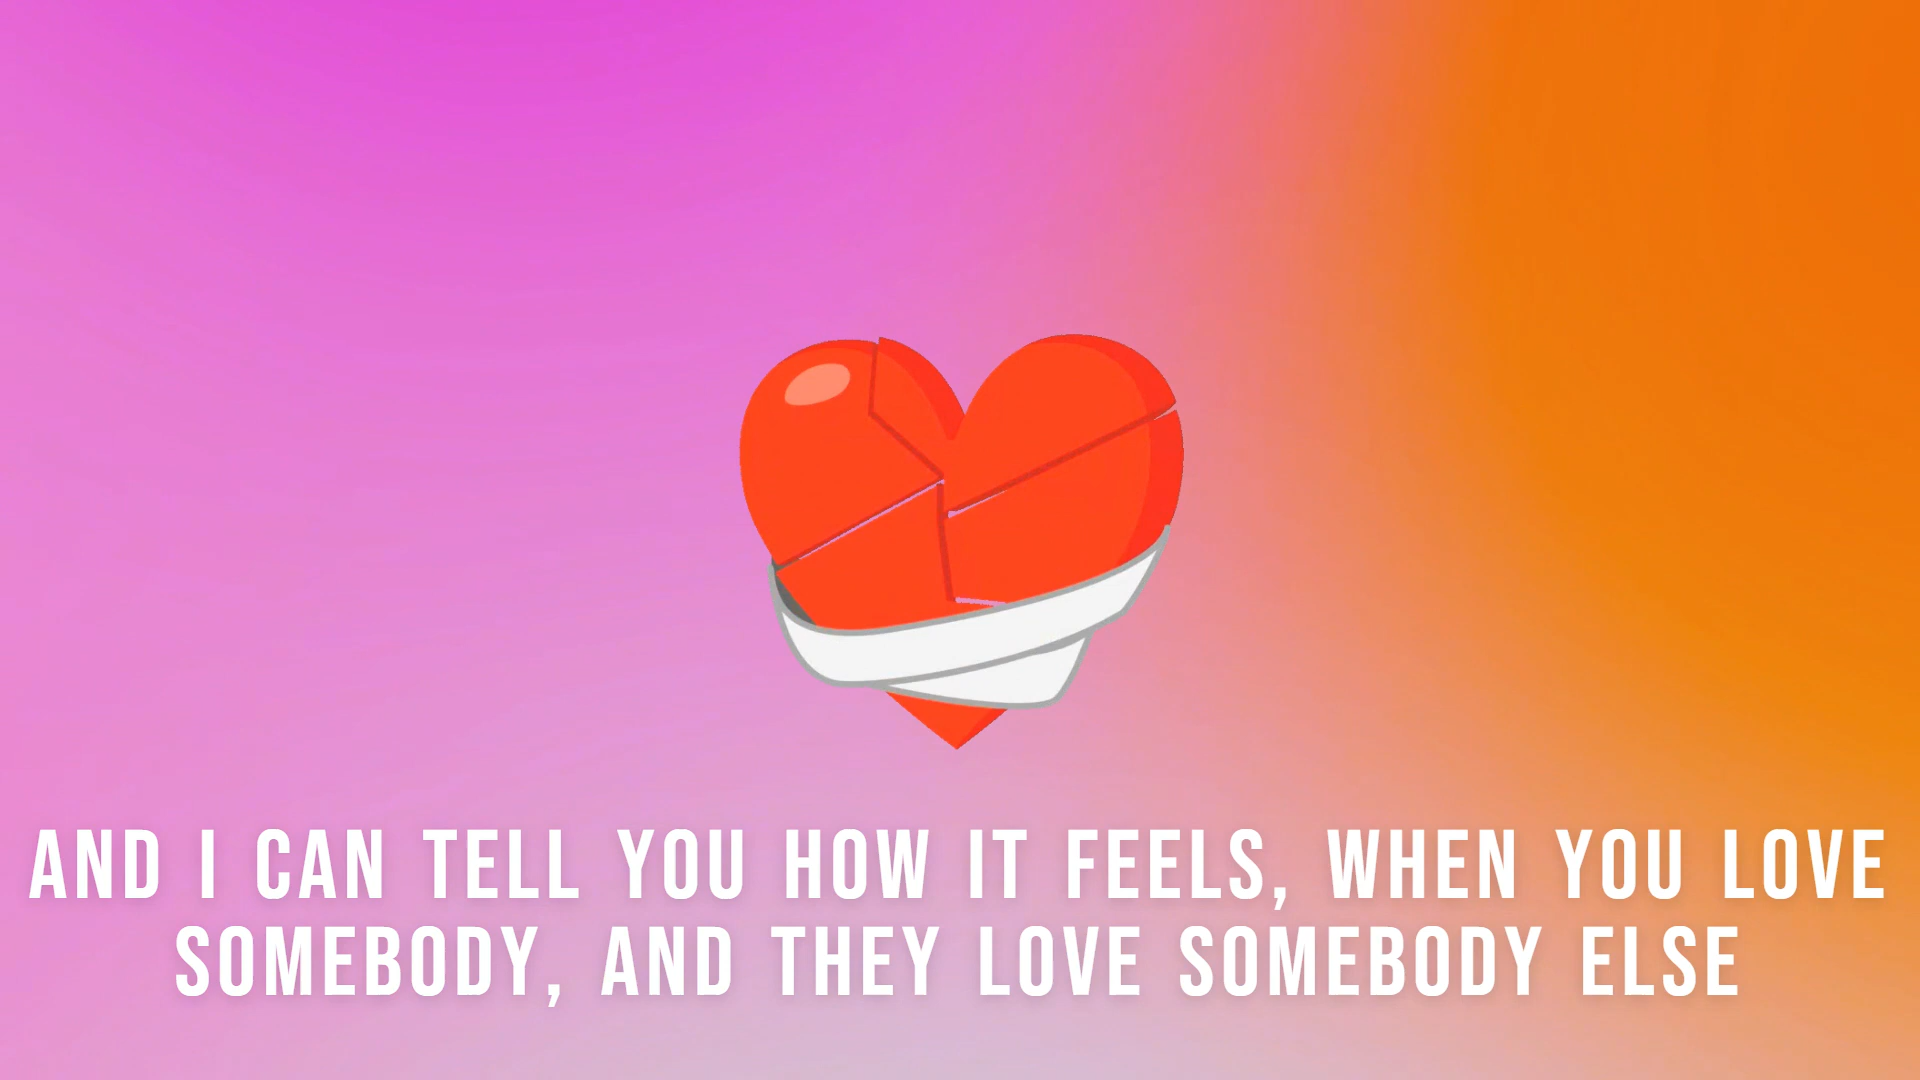 AND I CAN TELL YOU HOW IT FEELS, WHEN YOU LOVE
SOMEBODY, AND THEY LOVE SOMEBODY ELSE